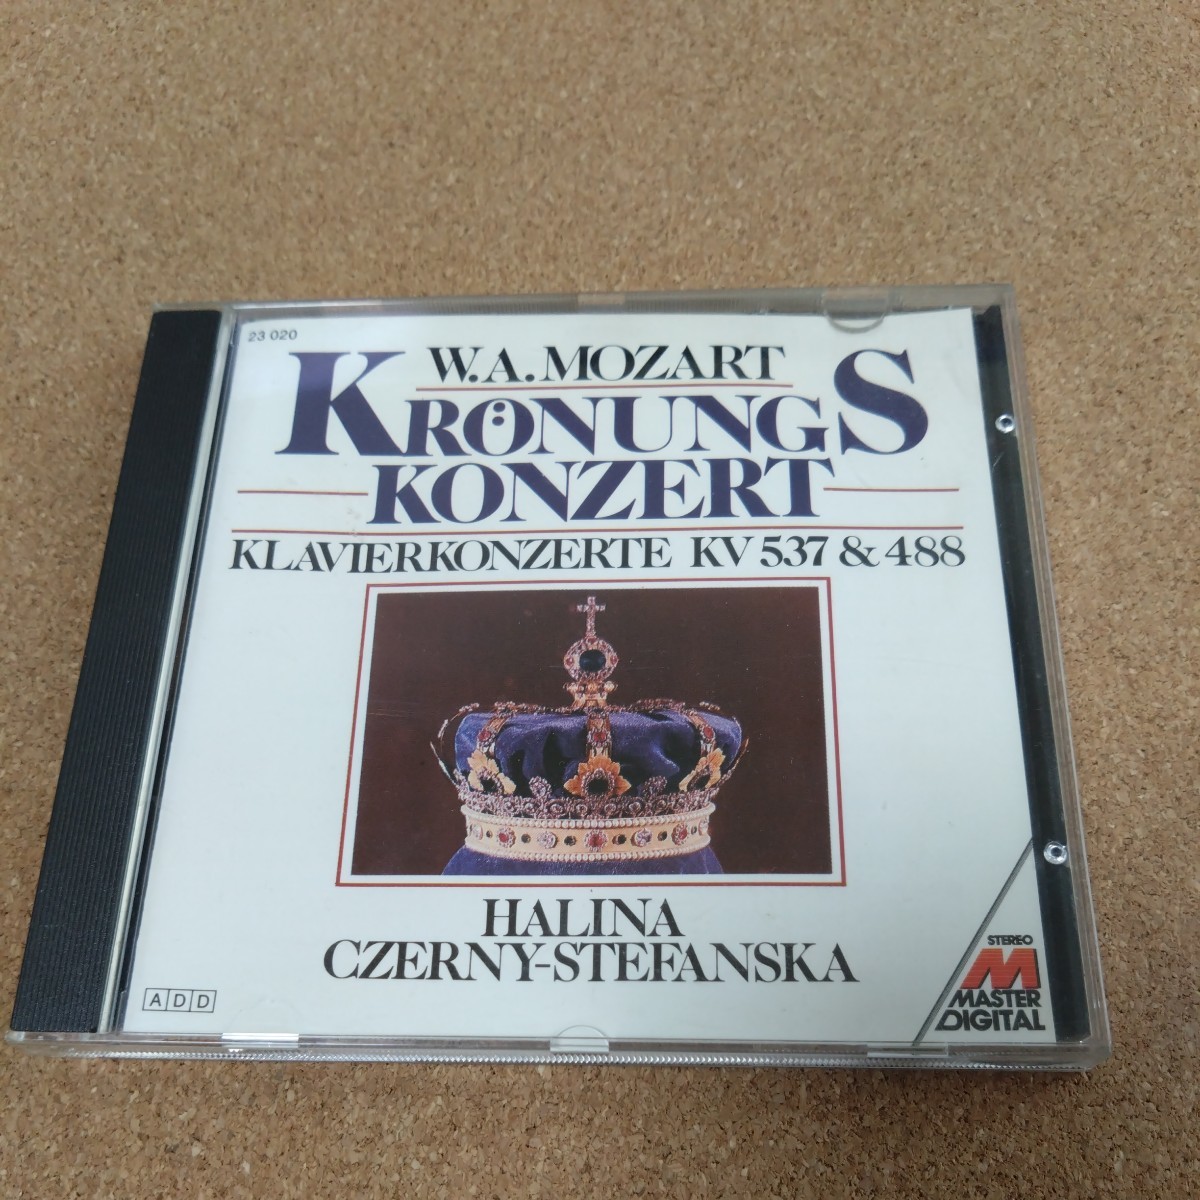 23 020
W.A. MOZART
KRÖNUNGS
KONZERT
KLAVIERKONZERTE KV 537 & 488
HALINA
CZERNY-STEFANSKA
ADD
STEREO
M
MASTER
DIGITAL